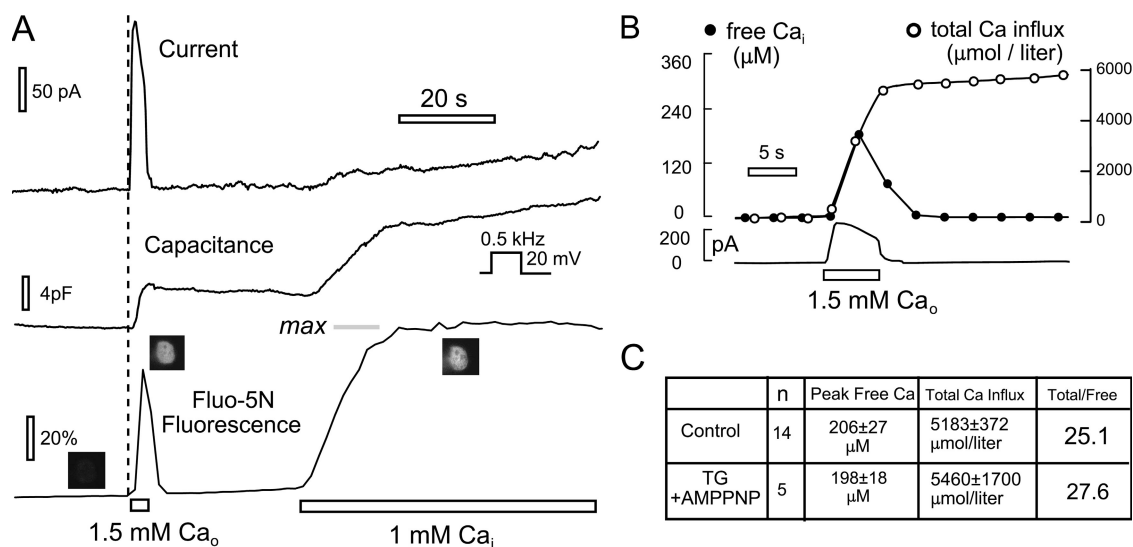 A
Current
50 pA
20 s
Capacitance
0.5 kHz
20 mV
4pF
max
Fluo-5N
Fluorescence
20%
1.5 mM Cao
1 mM Cai
B
free Cai
(μM)
total Ca influx
(μmol / liter)
360
240
120
0
6000
4000
2000
0
5 s
200
0
pA
1.5 mM Cao
C
n Peak Free Ca Total Ca Influx Total/Free
Control 14 206±27 μM 5183±372 μmol/liter 25.1
TG +AMPPNP 5 198±18 μM 5460±1700 μmol/liter 27.6